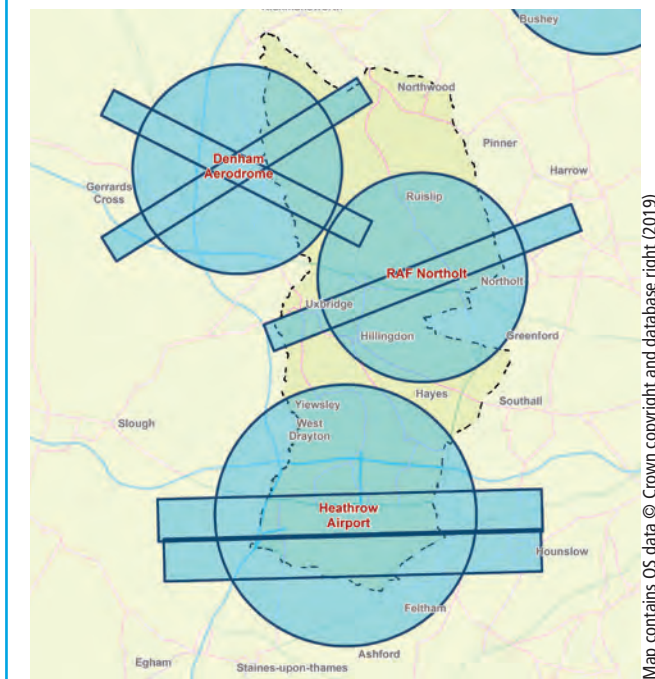 Bushey
Northwood
Pinner
Denham
Aerodrome
Harrow
Gerrards
Cross
Ruislip
RAF Northolt
Northolt
Uxbridge
Hillingdon
Greenford
Hayes
Southall
Yiewsley
West
Drayton
Slough
Heathrow
Airport
Hounslow
Feltham
Ashford
Egham
Staines-upon-thames
Map contains OS data © Crown copyright and database right (2019)